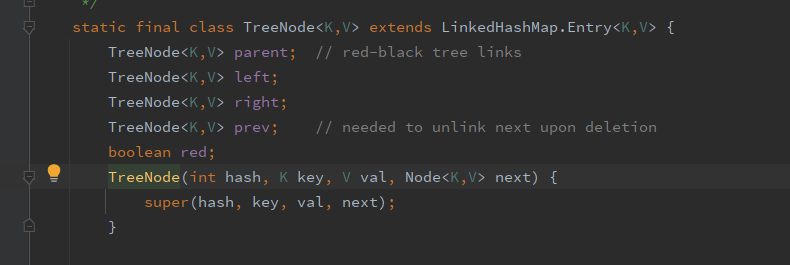 */
static final class TreeNode<K,V> extends LinkedHashMap.Entry<K,V> {
TreeNode<K,V> parent;  // red-black tree links
TreeNode<K,V> left;
TreeNode<K,V> right;
TreeNode<K,V> prev;    // needed to unlink next upon deletion
boolean red;
TreeNode(int hash, K key, V val, Node<K,V> next) {
super(hash, key, val, next);
}